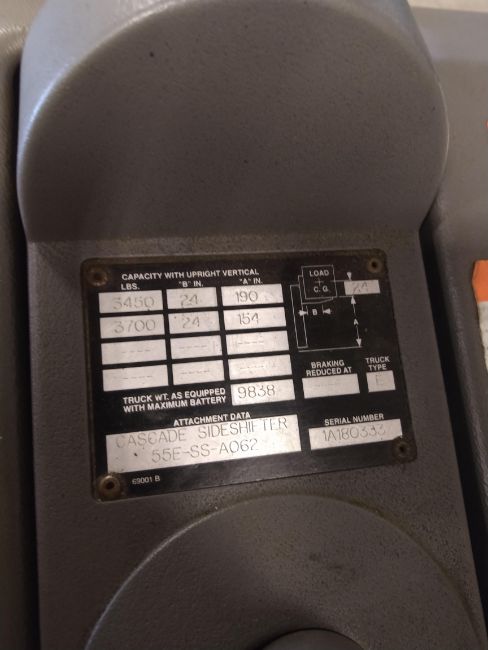 CAPACITY WITH UPRIGHT VERTICAL
LBS. "B" IN. "A" IN.
3450 24 190
3700 24 154
---- ---- ----
---- ---- ----
TRUCK WT. AS EQUIPPED
WITH MAXIMUM BATTERY 9838
LOAD
C.G.
24
B
A
BRAKING
REDUCED AT
TRUCK
TYPE
E
ATTACHMENT DATA
CASCADE SIDESHIFTER
55E-SS-A062
SERIAL NUMBER
1A180333
69001 B